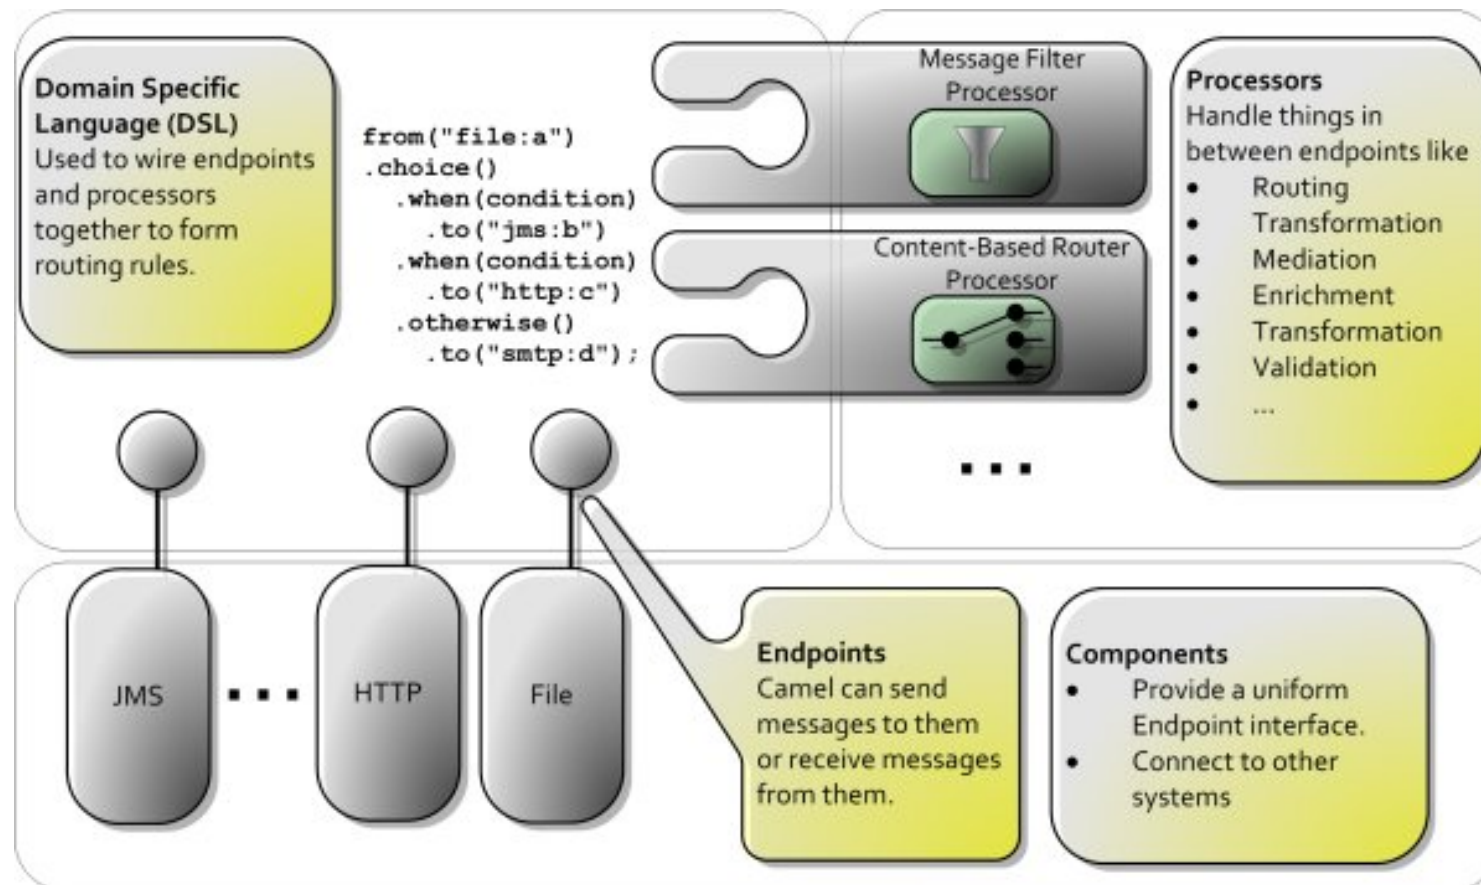 Domain Specific
Language (DSL)
Used to wire endpoints
and processors
together to form
routing rules.
from("file:a")
.choice()
.when(condition)
.to("jms:b")
.when(condition)
.to("http:c")
.otherwise()
.to("smtp:d");
Message Filter
Processor
Content-Based Router
Processor
...
Processors
Handle things in
between endpoints like
• Routing
• Transformation
• Mediation
• Enrichment
• Transformation
• Validation
• ...
JMS
...
HTTP
File
Endpoints
Camel can send
messages to them
or receive messages
from them.
Components
• Provide a uniform
Endpoint interface.
• Connect to other
systems